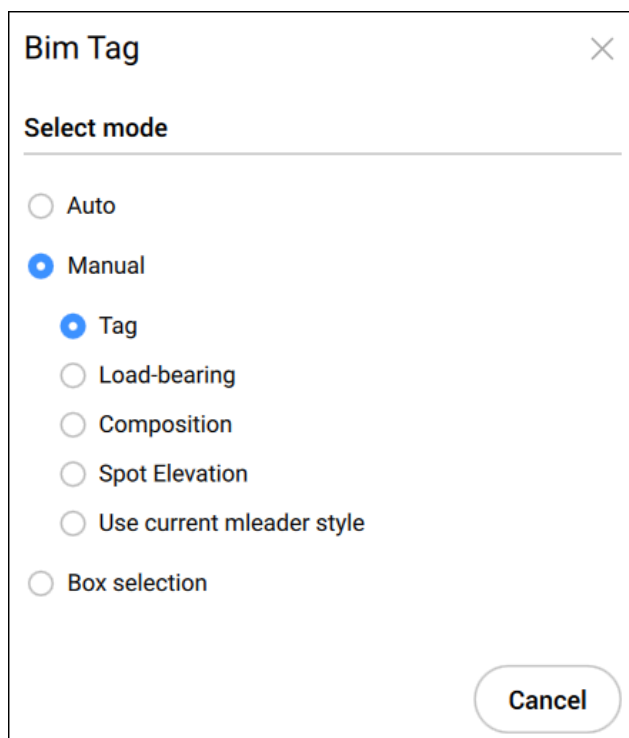 Bim Tag
Select mode
Auto
Manual
Tag
Load-bearing
Composition
Spot Elevation
Use current mleader style
Box selection
Cancel